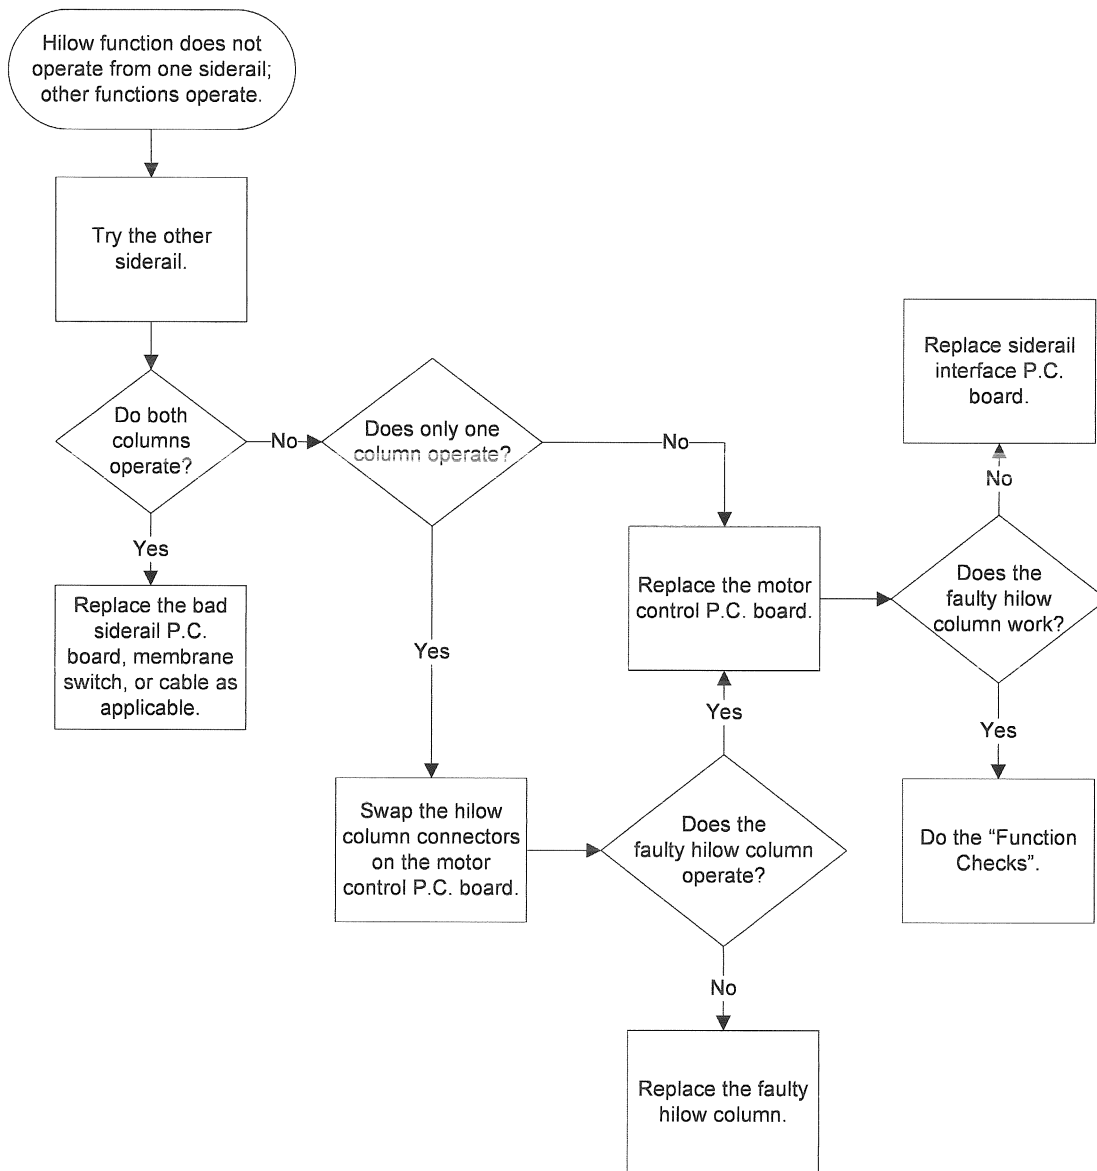 Hilow function does not
operate from one siderail;
other functions operate.
Try the other
siderail.
Do both
columns
operate?
No
Does only one
column operate?
No
Yes
Replace the bad
siderail P.C.
board, membrane
switch, or cable as
applicable.
Yes
Swap the hilow
column connectors
on the motor
control P.C. board.
Does the
faulty hilow column
operate?
Yes
Replace the motor
control P.C. board.
No
Replace the faulty
hilow column.
Does the
faulty hilow
column work?
No
Replace siderail
interface P.C.
board.
Yes
Do the “Function
Checks”.